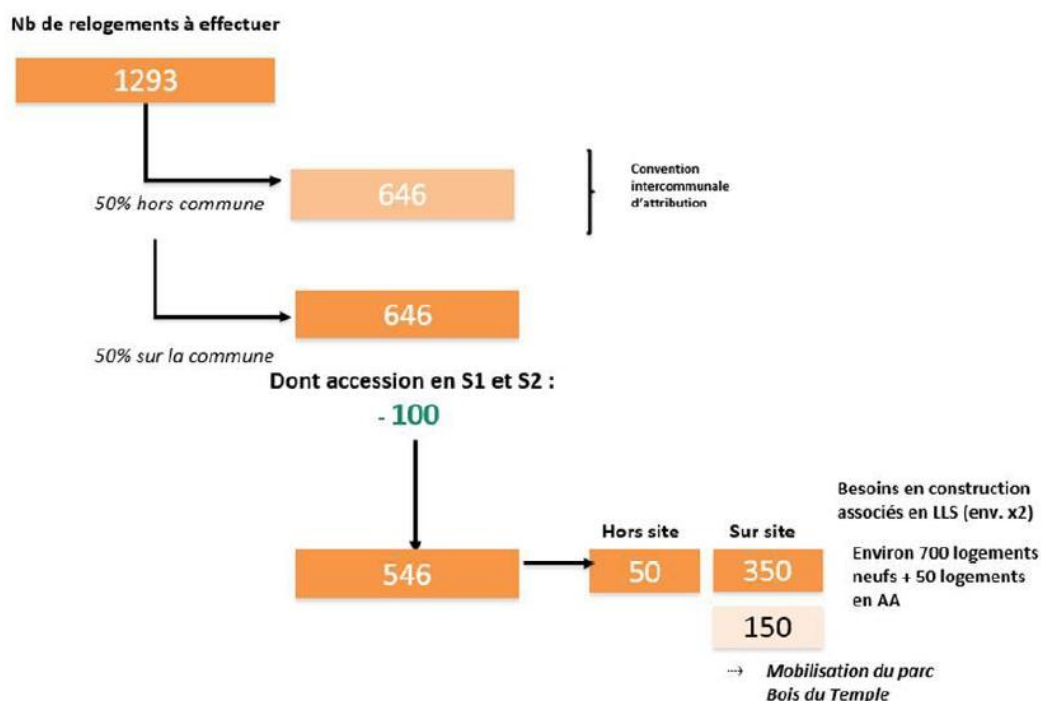 Nb de relogements à effectuer
1293
50% hors commune
646
Convention
intercommunale
d'attribution
646
50% sur la commune
Dont accession en S1 et S2 :
- 100
546
Hors site
50
Sur site
350
150
Besoins en construction
associés en LLS (env. x2)
Environ 700 logements
neufs + 50 logements
en AA
⇢ Mobilisation du parc
Bois du Temple